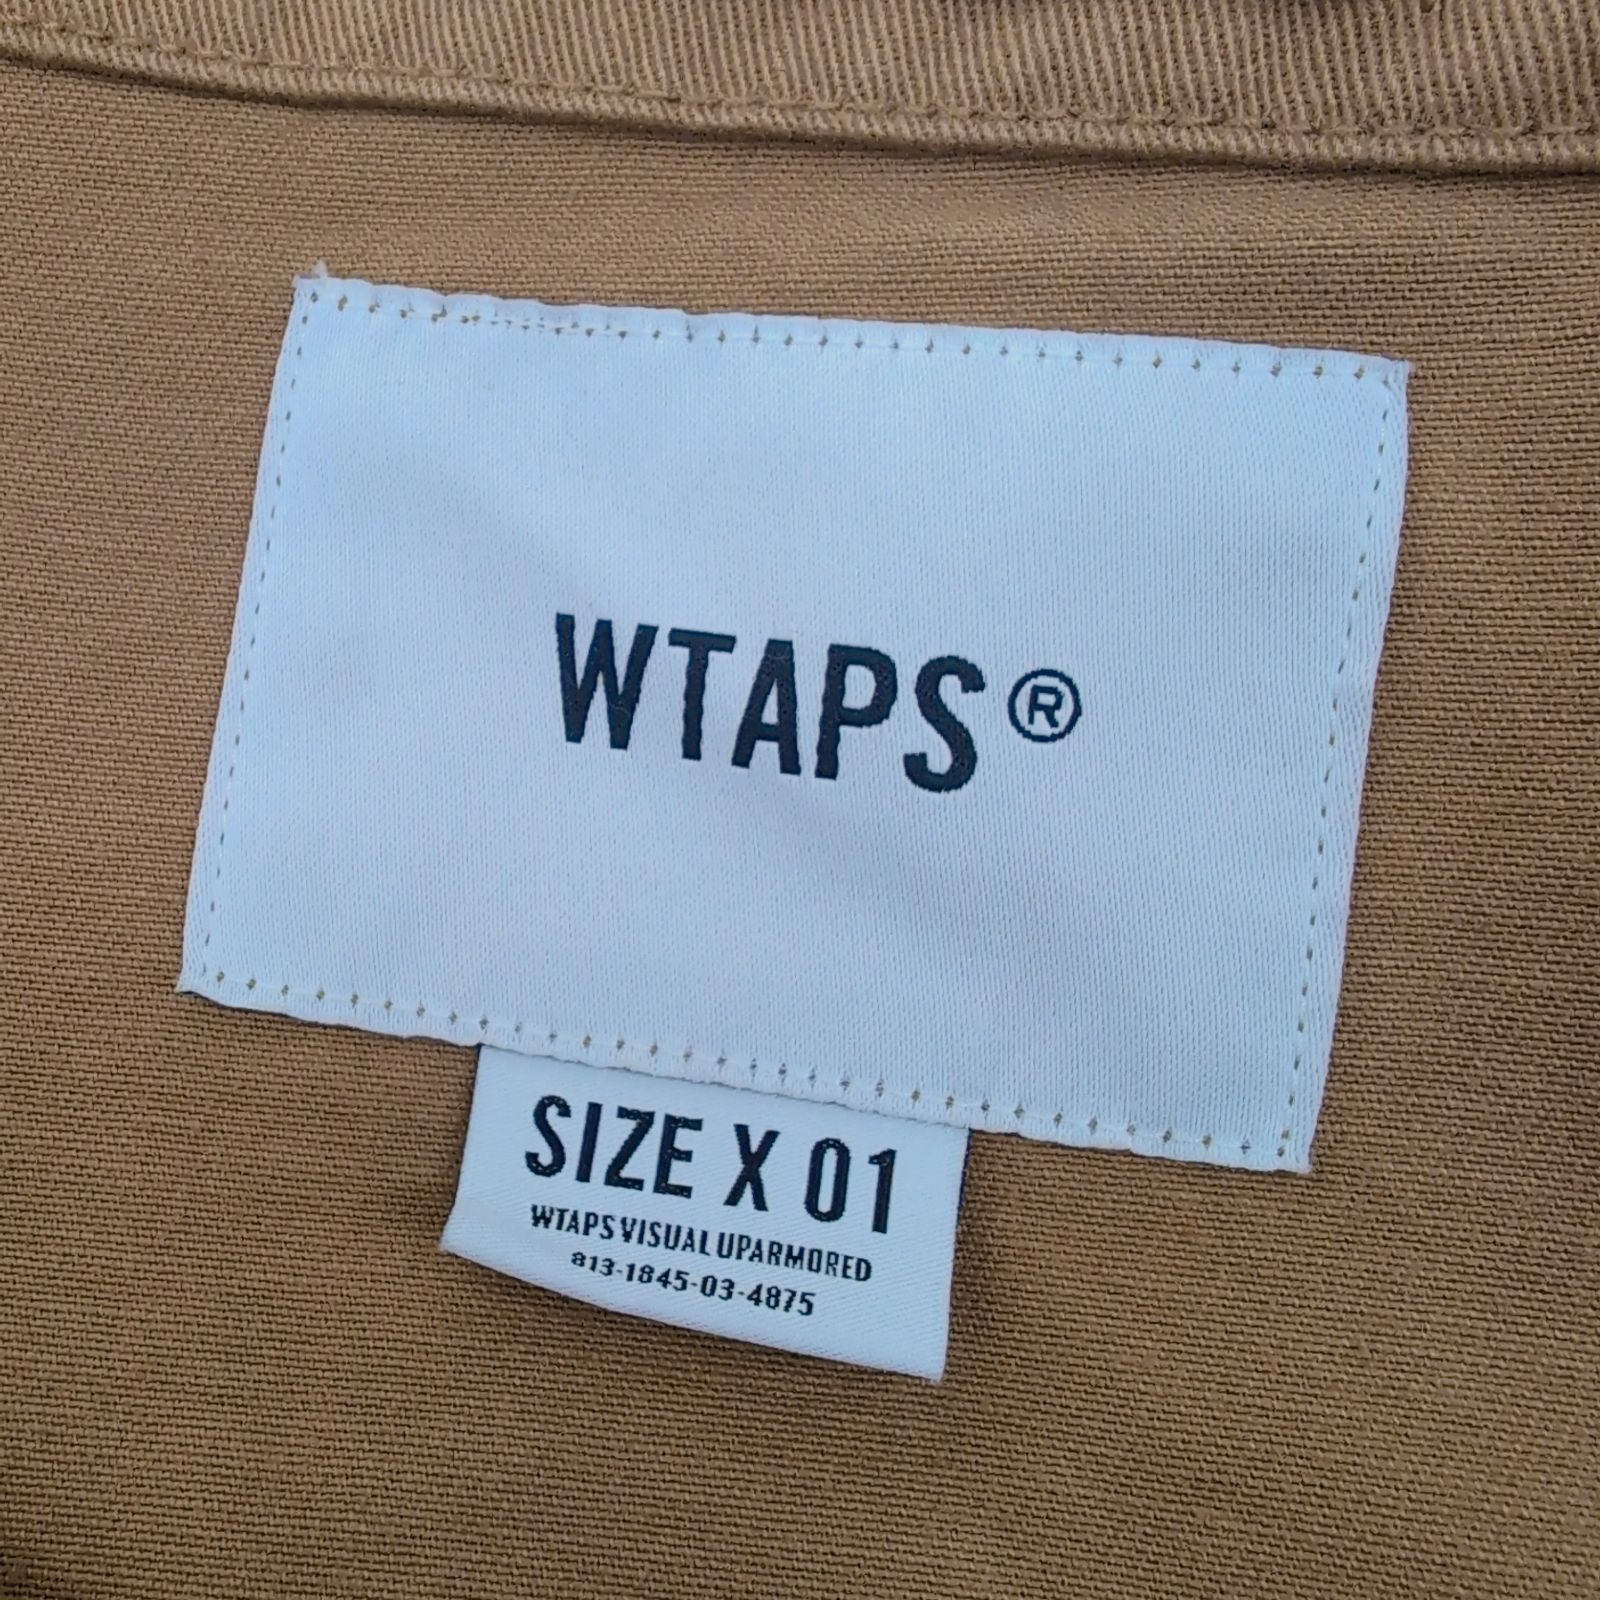 WTAPS®
SIZE X 01
WTAPS VISUAL UPARMORED
813-1845-03-4875